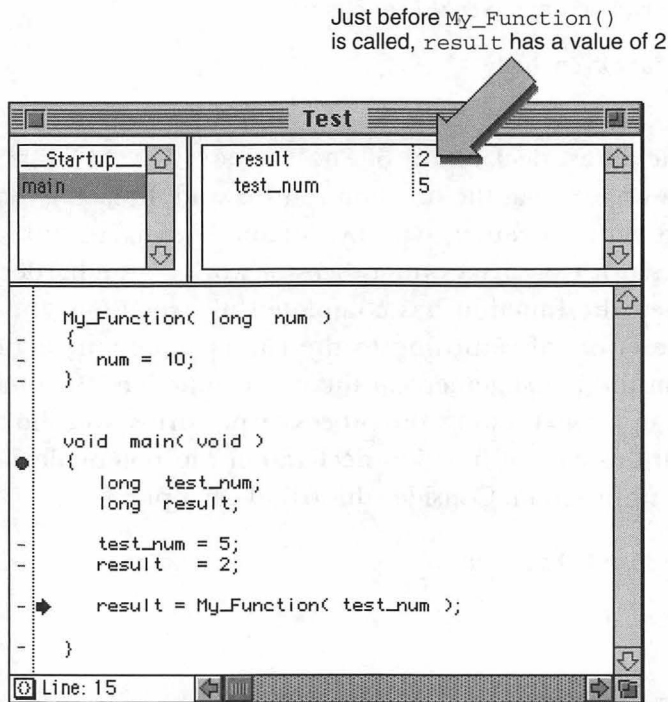 Just before My_Function()
is called, result has a value of 2
Test
_Startup_
main
result 2
test_num 5
My_Function( long num )
{
num = 10;
}
void main( void )
{
long test_num;
long result;
test_num = 5;
result = 2;
result = My_Function( test_num );
}
Line: 15